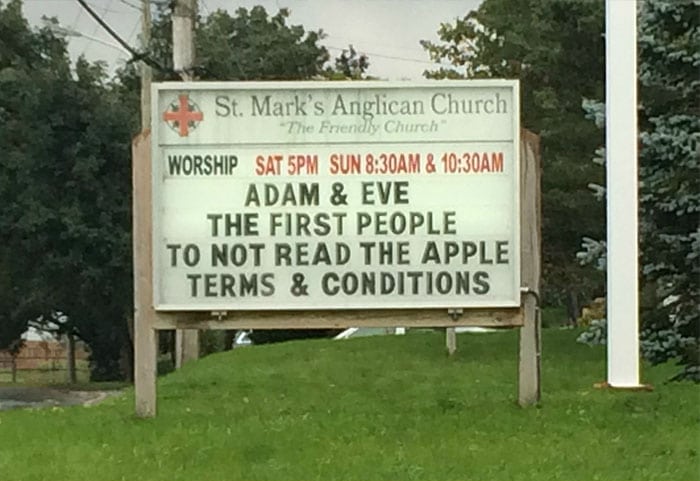 St. Mark's Anglican Church
"The Friendly Church"
WORSHIP SAT 5PM SUN 8:30AM & 10:30AM
ADAM & EVE
THE FIRST PEOPLE
TO NOT READ THE APPLE
TERMS & CONDITIONS